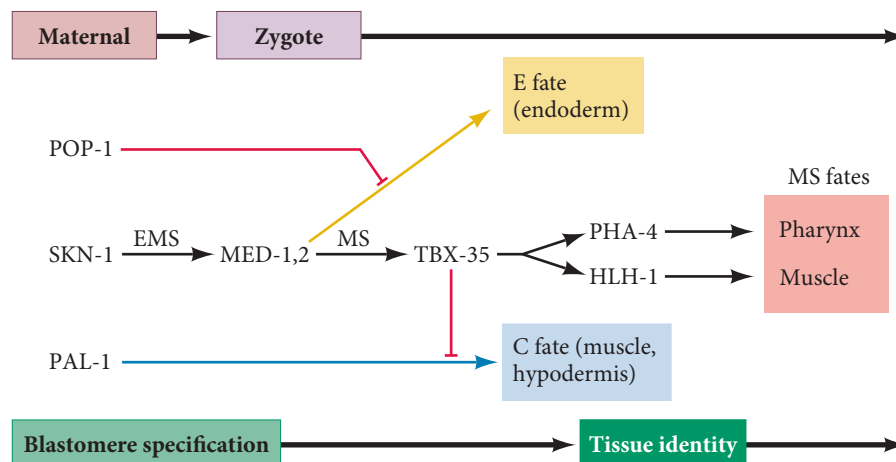 Maternal
Zygote
E fate
(endoderm)
POP-1
MS fates
SKN-1
EMS
MED-1,2
MS
TBX-35
PHA-4
Pharynx
HLH-1
Muscle
PAL-1
C fate (muscle,
hypodermis)
Blastomere specification
Tissue identity